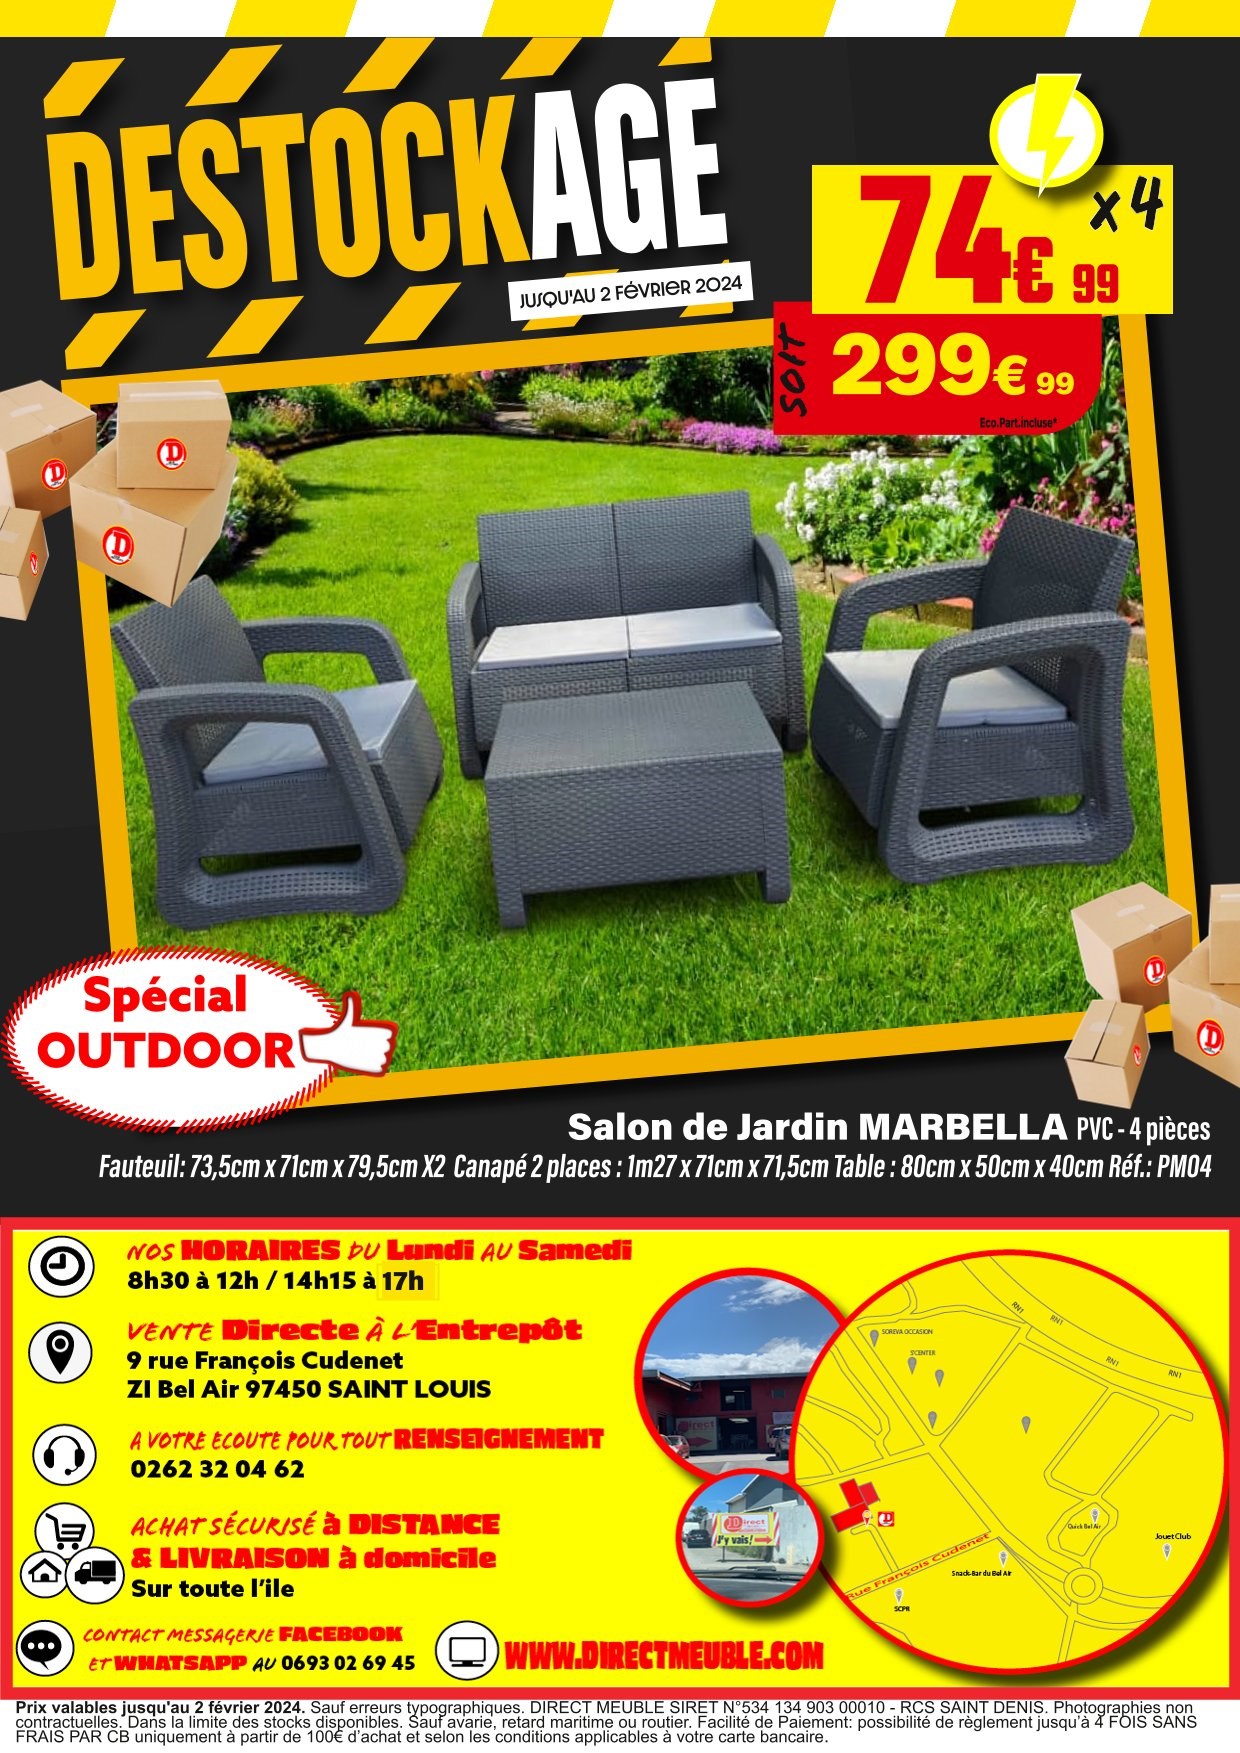 DESTOCKAGE
JUSQU'AU 2 FÉVRIER 2024
74€99 x4
SOIT 299€99
Eco.Part.incluse*
Spécial
OUTDOOR
Salon de Jardin MARBELLA PVC - 4 pièces
Fauteuil: 73,5cm x 71cm x 79,5cm X2 Canapé 2 places : 1m27 x 71cm x 71,5cm Table : 80cm x 50cm x 40cm Réf.: PM04
NOS HORAIRES DU Lundi AU Samedi
8h30 à 12h / 14h15 à 17h
VENTE Directe À L'Entrepôt
9 rue François Cudenet
ZI Bel Air 97450 SAINT LOUIS
A VOTRE ECOUTE POUR TOUT RENSEIGNEMENT
0262 32 04 62
ACHAT SÉCURISÉ à DISTANCE
& LIVRAISON à domicile
Sur toute l'ile
CONTACT MESSAGERIE FACEBOOK
ET WHATSAPP AU 0693 02 69 45
WWW.DIRECTMEUBLE.COM
Direct
J'y vais!
RN1
RN1
RN1
RN1
SOREVA OCCASION
S'CENTER
Quick Bel Air
Jouet Club
Rue François Cudenet
Snack-Bar du Bel Air
SCPR
Prix valables jusqu'au 2 février 2024. Sauf erreurs typographiques. DIRECT MEUBLE SIRET N°534 134 903 00010 - RCS SAINT DENIS. Photographies non
contractuelles. Dans la limite des stocks disponibles. Sauf avarie, retard maritime ou routier. Facilité de Paiement: possibilité de règlement jusqu'à 4 FOIS SANS
FRAIS PAR CB uniquement à partir de 100€ d'achat et selon les conditions applicables à votre carte bancaire.